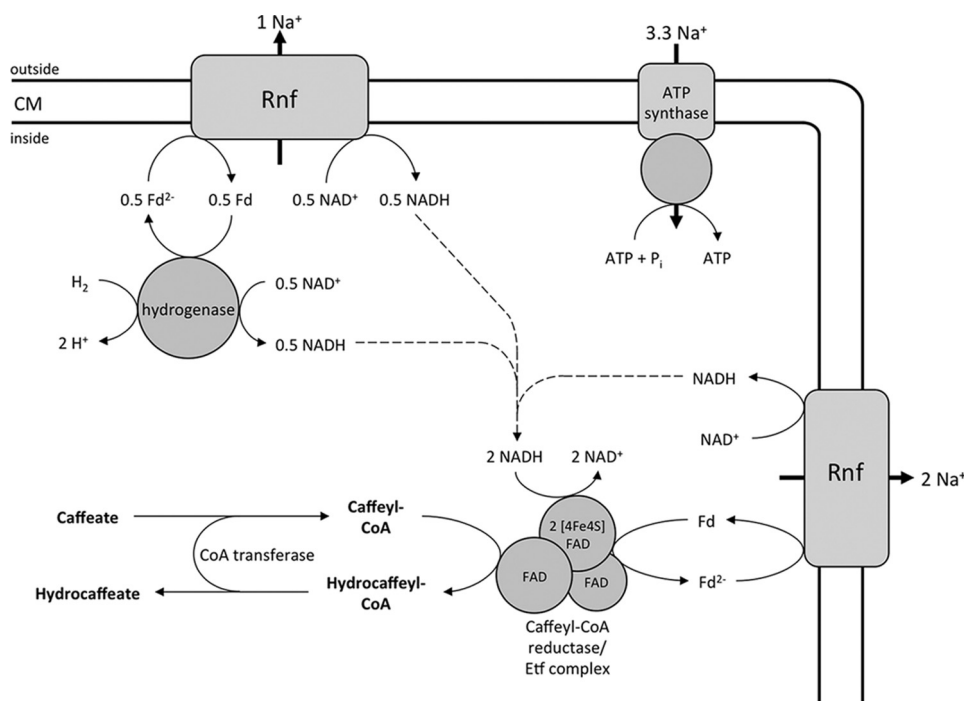 1 Na⁺
3.3 Na⁺
outside
CM
inside
Rnf
ATP
synthase
0.5 Fd²⁻
0.5 Fd
0.5 NAD⁺
0.5 NADH
ATP + Pᵢ
ATP
H₂
hydrogenase
0.5 NAD⁺
2 H⁺
0.5 NADH
NADH
NAD⁺
Rnf
2 Na⁺
2 NADH
2 NAD⁺
Caffeate
Caffeyl-
CoA
2 [4Fe4S]
FAD
Fd
CoA transferase
FAD
FAD
Fd²⁻
Hydrocaffeate
Hydrocaffeyl-
CoA
Caffeyl-CoA
reductase/
Etf complex